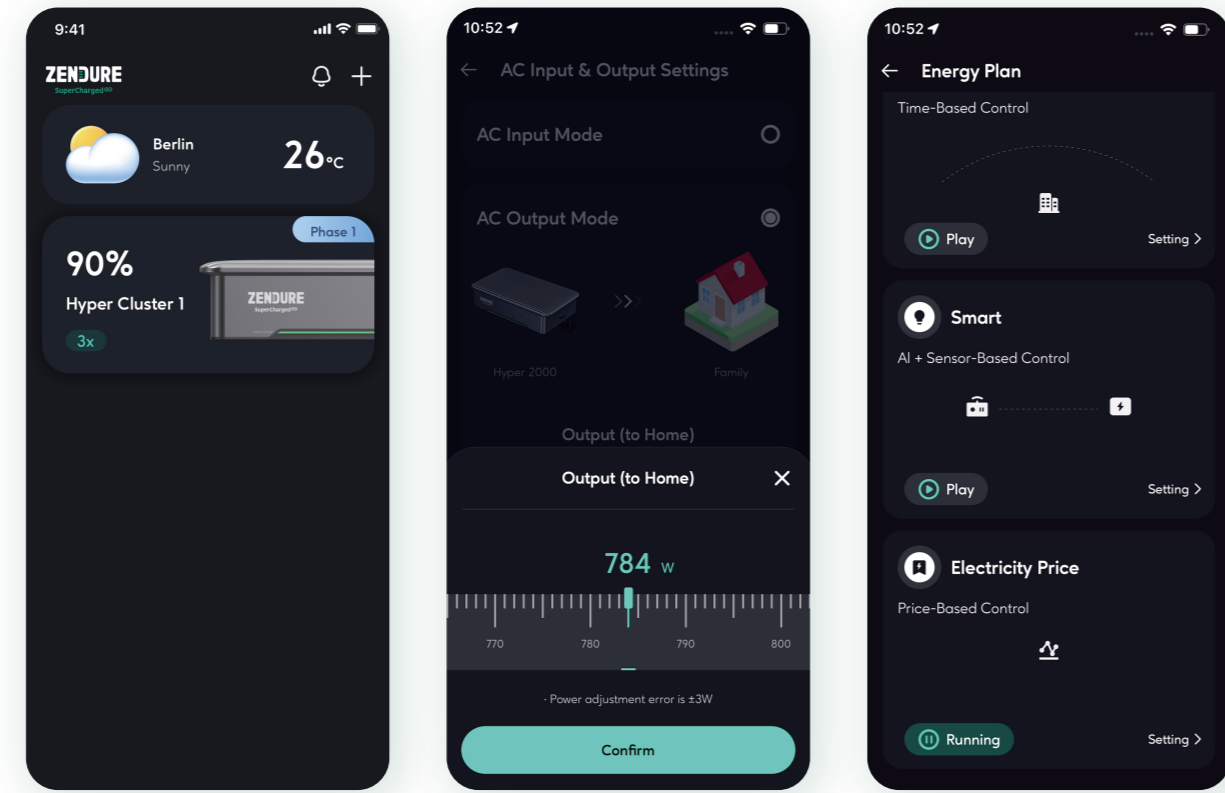 9:41
ZENDURE
SuperCharged
Berlin
Sunny
26°C
Phase 1
90%
Hyper Cluster 1
ZENDURE
SuperCharged
3x
10:52
AC Input & Output Settings
AC Input Mode
AC Output Mode
Hyper 2000
Family
Output (to Home)
Output (to Home)
784 W
770 780 790 800
· Power adjustment error is ±3W
Confirm
10:52
Energy Plan
Time-Based Control
Play
Setting >
Smart
AI + Sensor-Based Control
Play
Setting >
Electricity Price
Price-Based Control
Running
Setting >